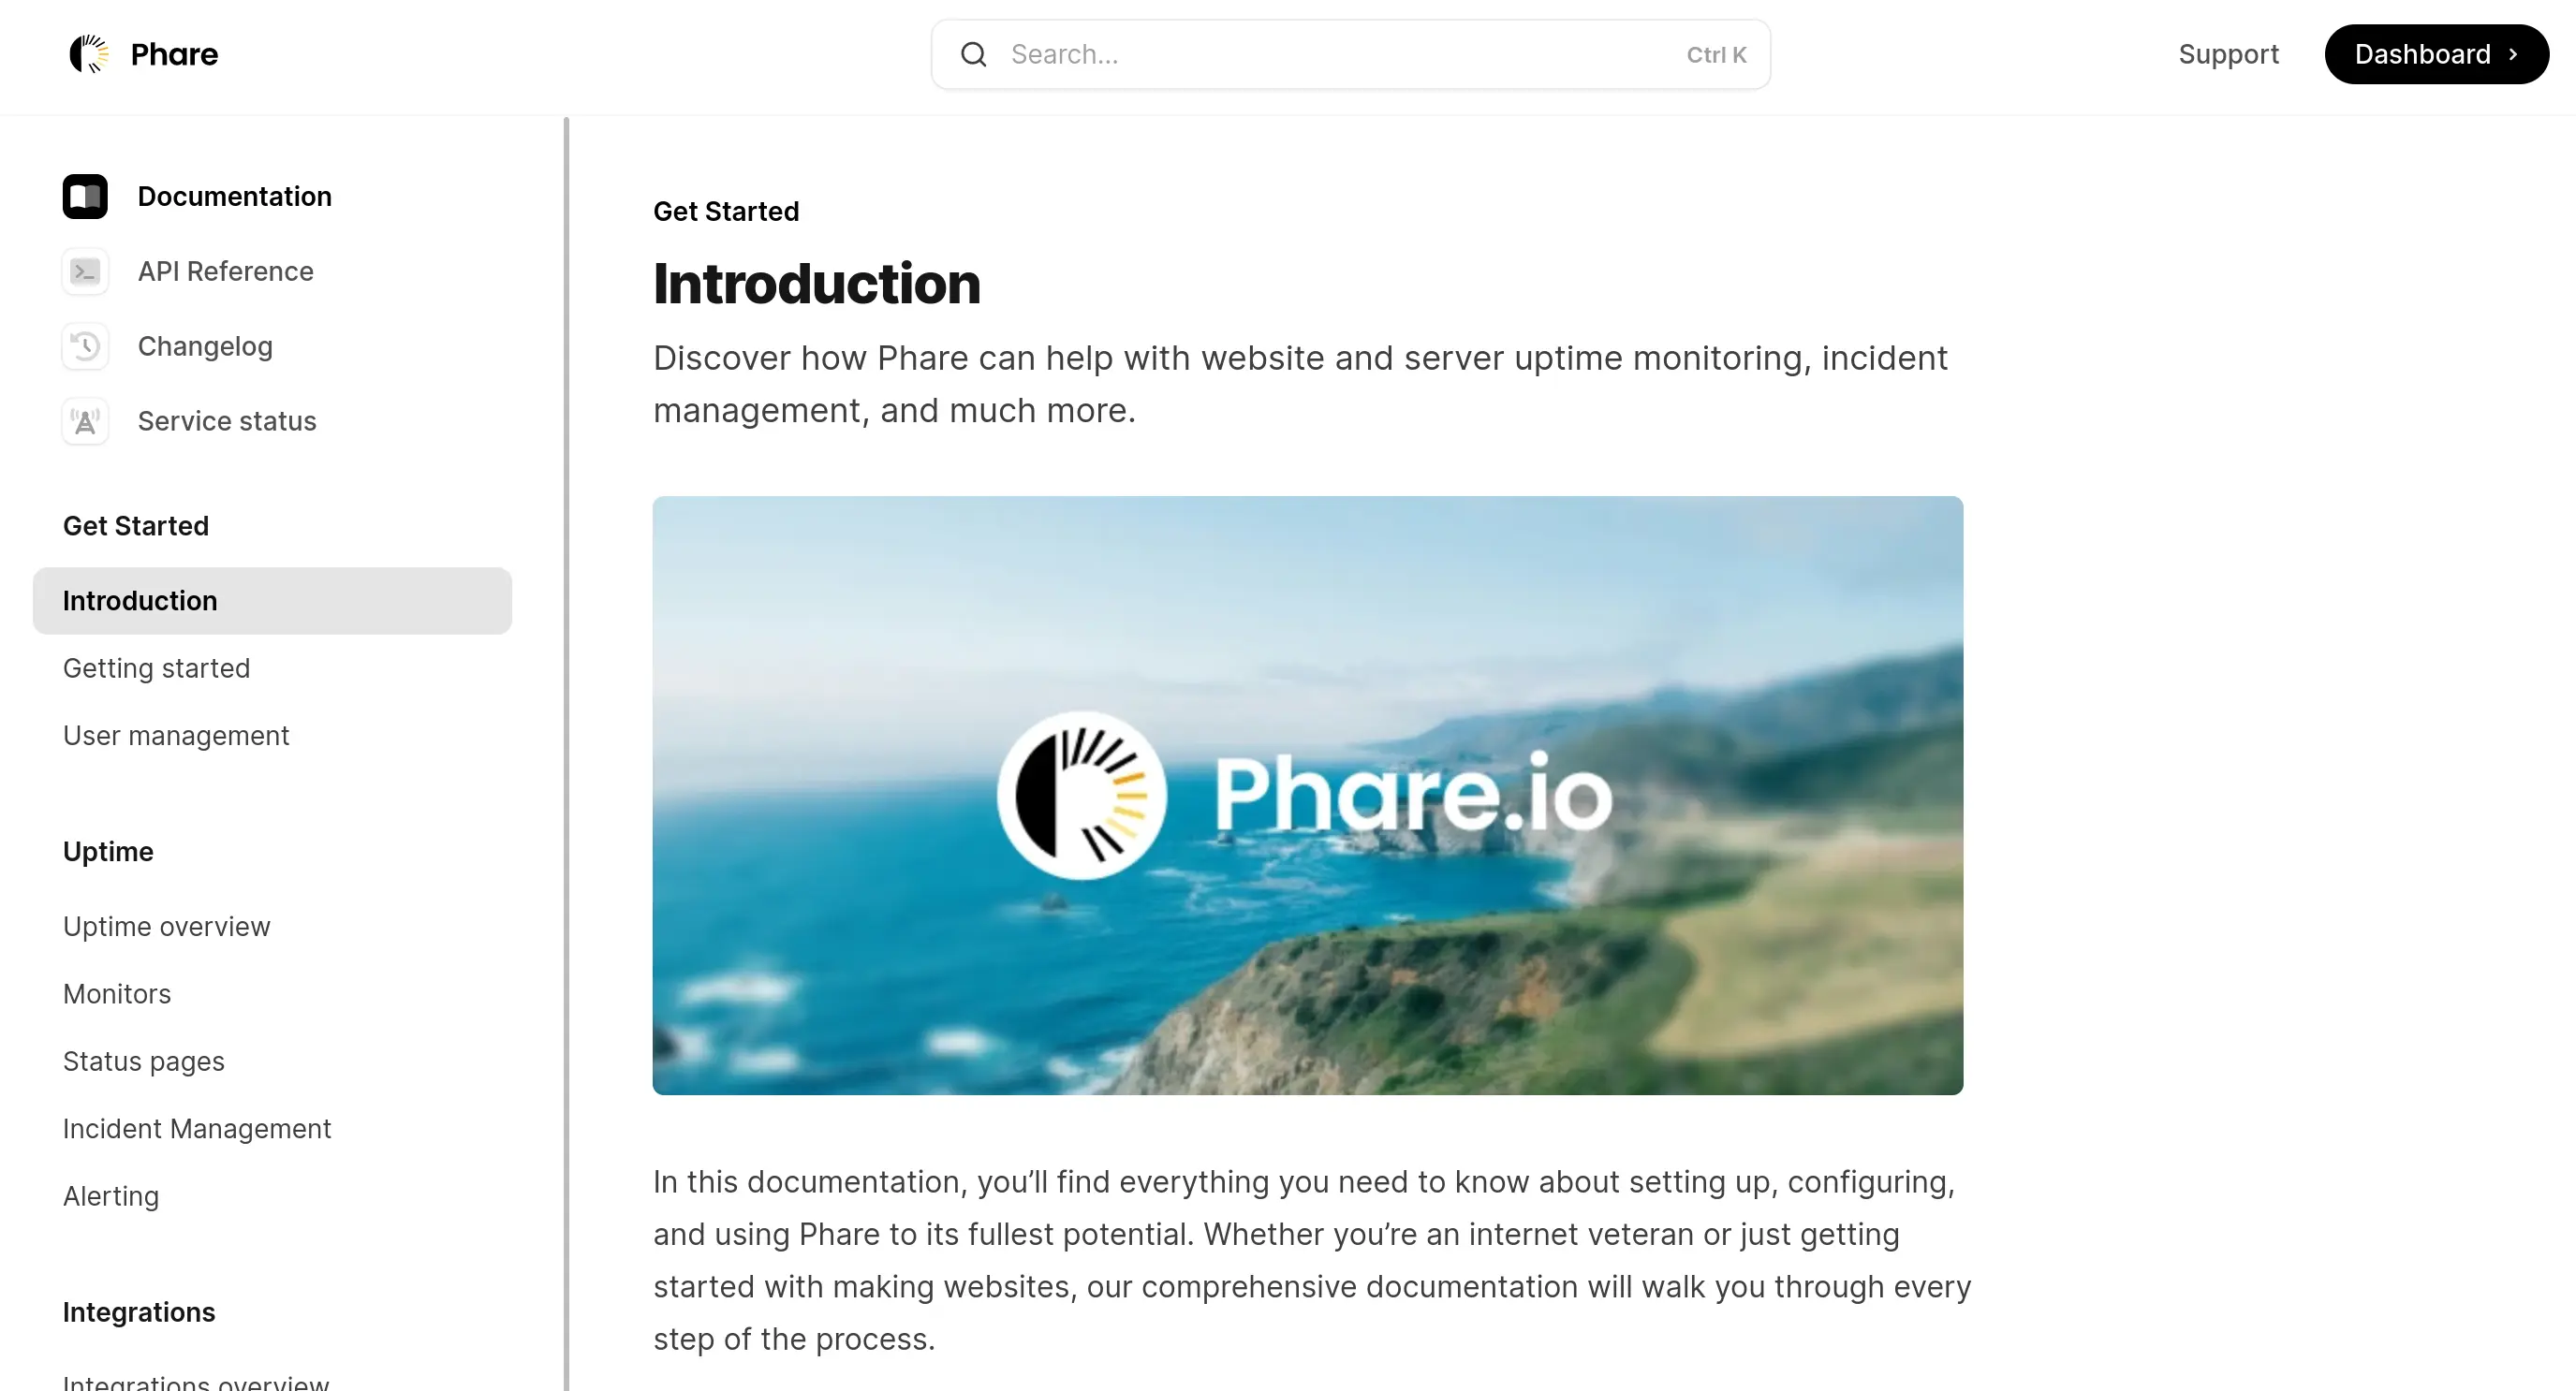 Phare
Search...
Ctrl K
Support
Dashboard
Documentation
API Reference
Changelog
Service status
Get Started
Introduction
Getting started
User management
Uptime
Uptime overview
Monitors
Status pages
Incident Management
Alerting
Integrations
Integrations overview
Get Started
Introduction
Discover how Phare can help with website and server uptime monitoring, incident
management, and much more.
Phare.io
In this documentation, you’ll find everything you need to know about setting up, configuring,
and using Phare to its fullest potential. Whether you’re an internet veteran or just getting
started with making websites, our comprehensive documentation will walk you through every
step of the process.